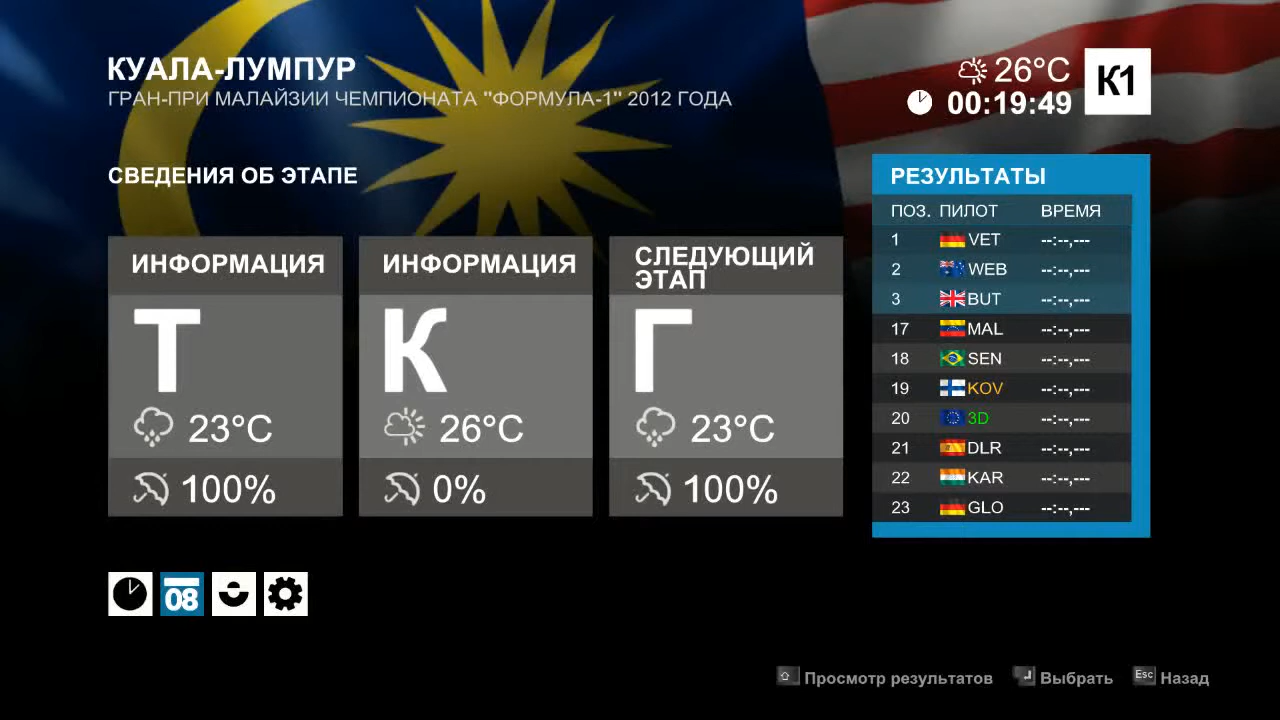 КУАЛА-ЛУМПУР
ГРАН-ПРИ МАЛАЙЗИИ ЧЕМПИОНАТА "ФОРМУЛА-1" 2012 ГОДА
26°C
00:19:49
К1
СВЕДЕНИЯ ОБ ЭТАПЕ
ИНФОРМАЦИЯ
Т
23°C
100%
ИНФОРМАЦИЯ
К
26°C
0%
СЛЕДУЮЩИЙ
ЭТАП
Г
23°C
100%
РЕЗУЛЬТАТЫ
ПОЗ. ПИЛОТ ВРЕМЯ
1 VET --:--,---
2 WEB --:--,---
3 BUT --:--,---
17 MAL --:--,---
18 SEN --:--,---
19 KOV --:--,---
20 3D --:--,---
21 DLR --:--,---
22 KAR --:--,---
23 GLO --:--,---
08
Просмотр результатов Выбрать Esc Назад